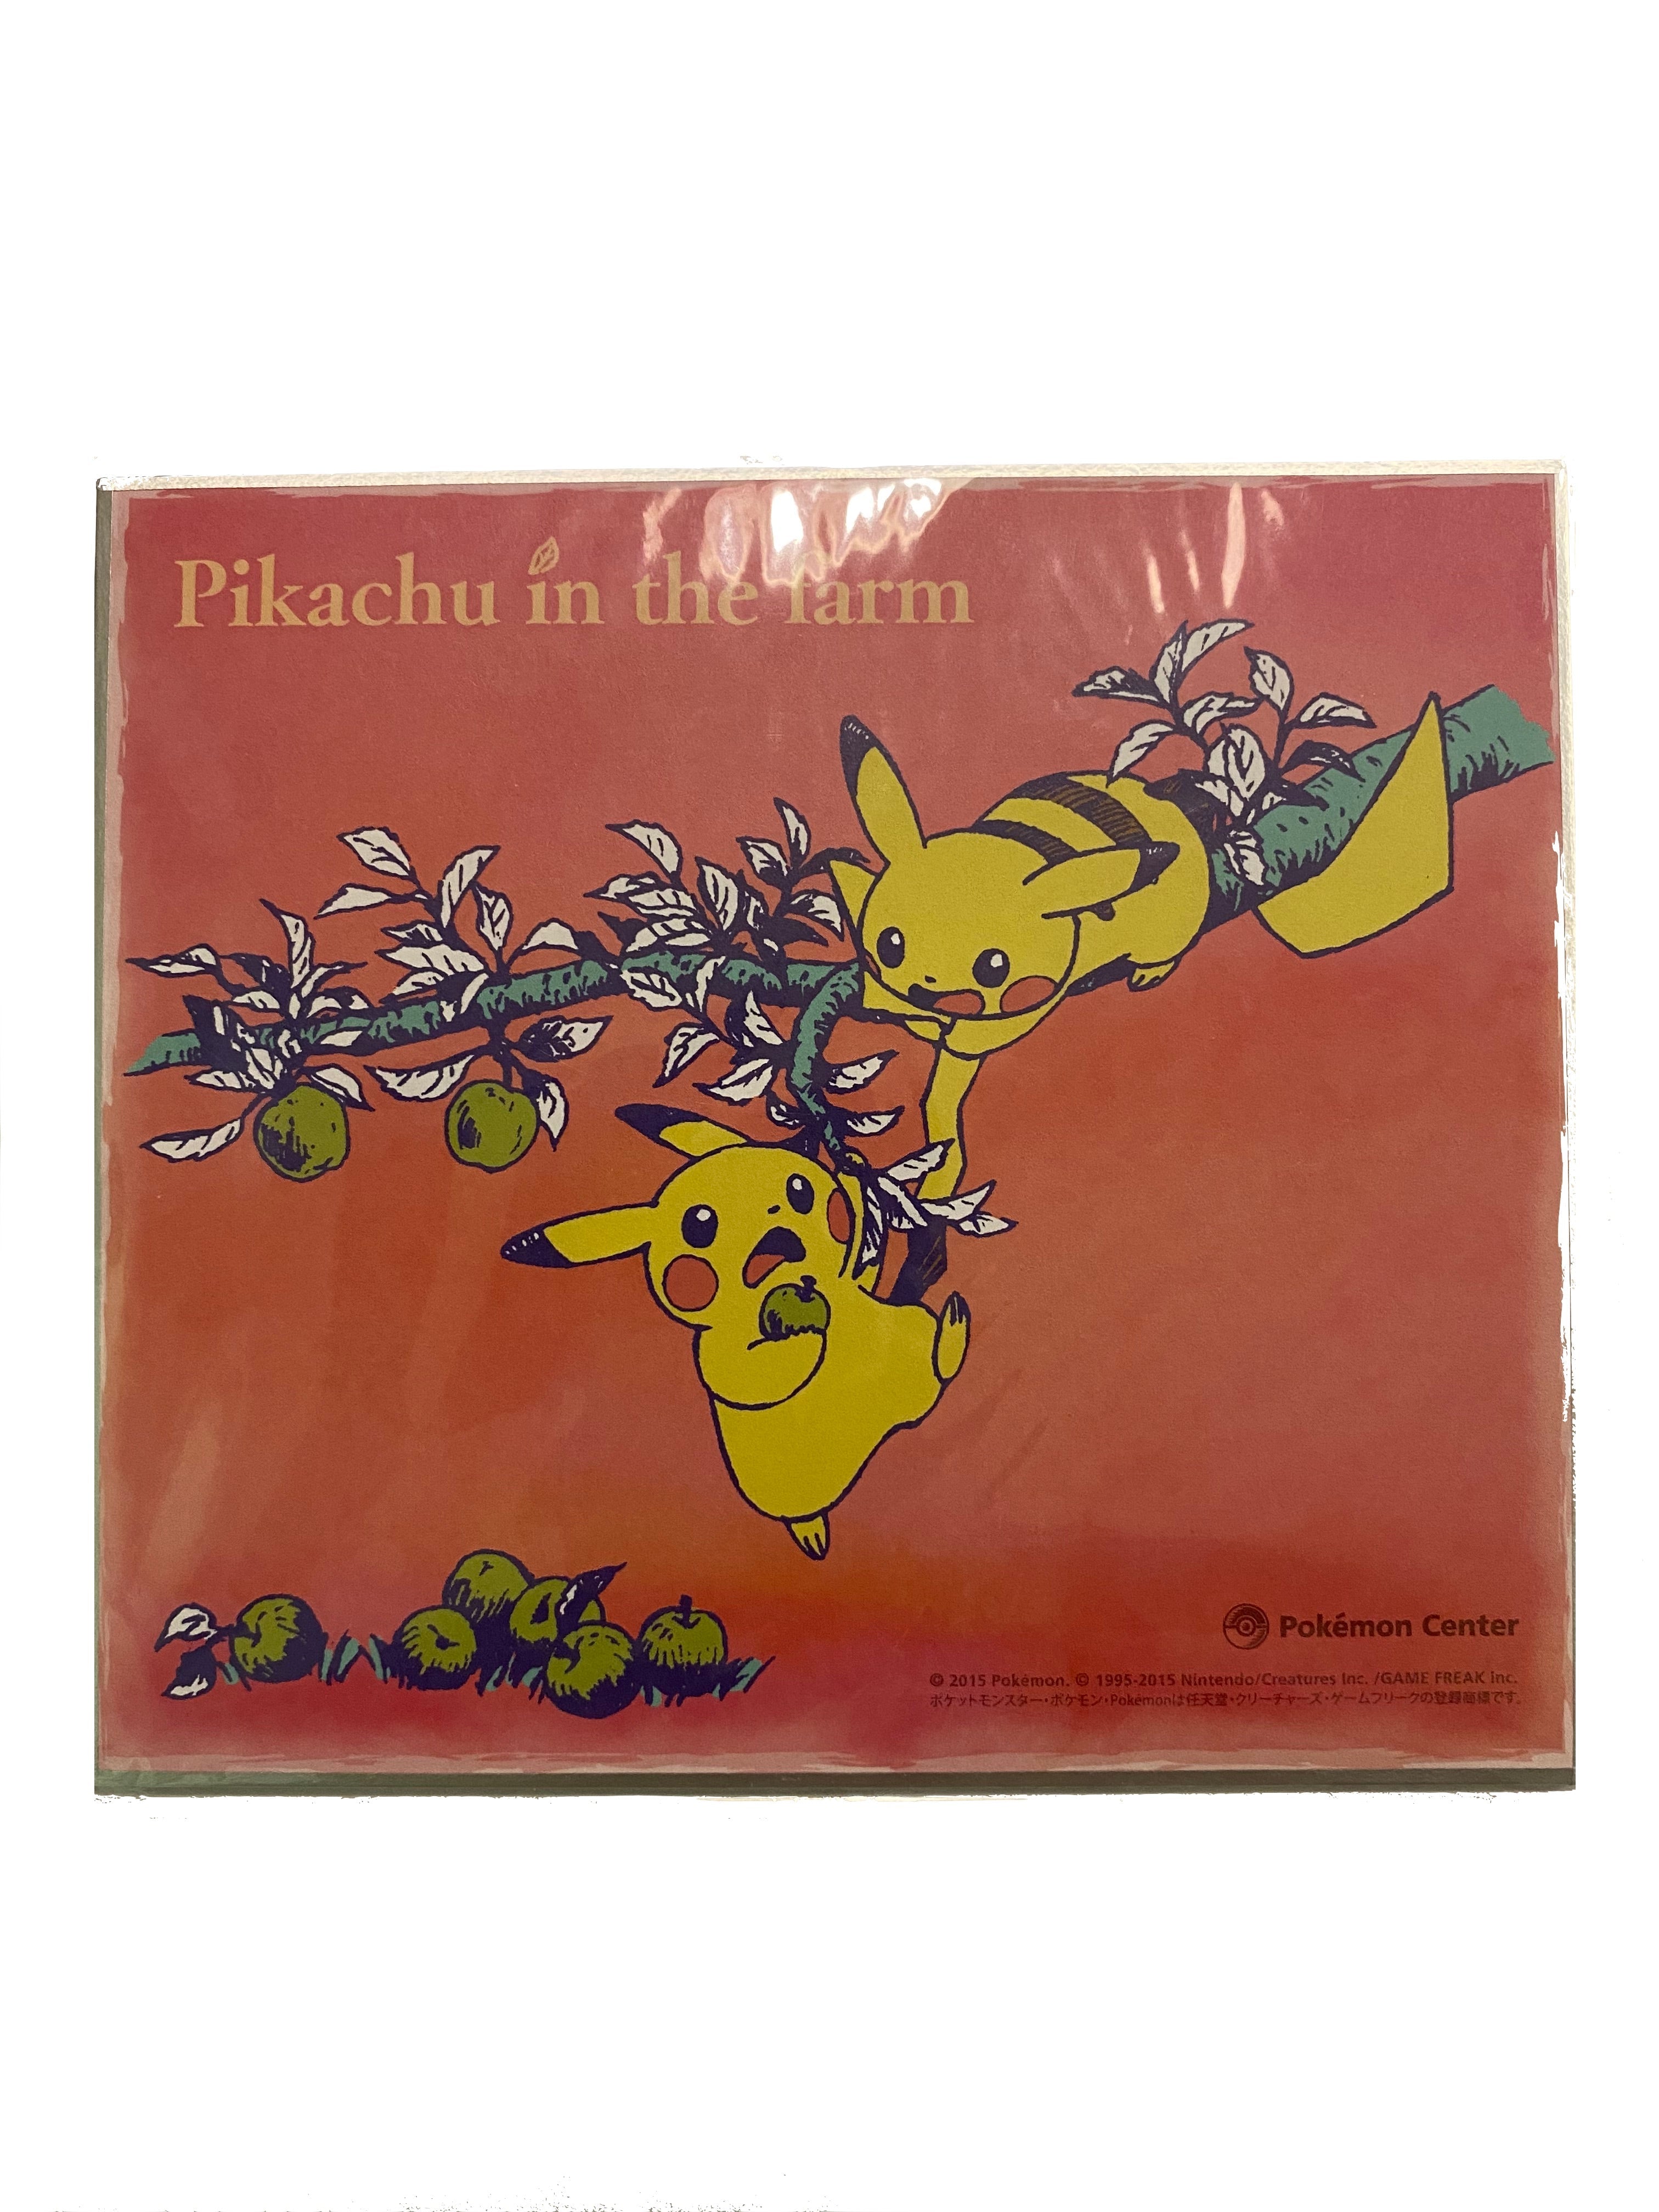 Pikachu in the farm
Pokémon Center
© 2015 Pokémon. © 1995-2015 Nintendo/Creatures Inc. /GAME FREAK inc.
ポケットモンスター・ポケモン・Pokémonは任天堂・クリーチャーズ・ゲームフリークの登録商標です。